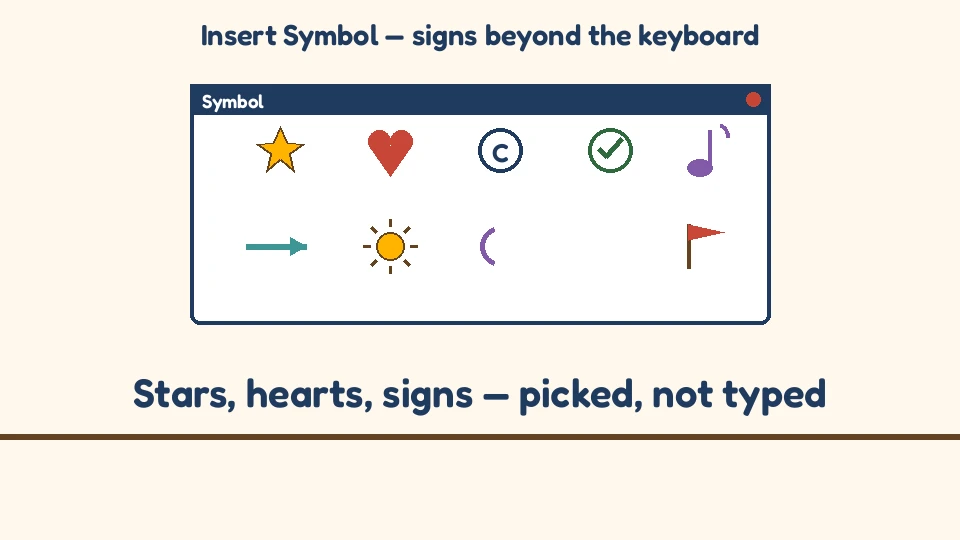 Insert Symbol — signs beyond the keyboard
Symbol
C
Stars, hearts, signs — picked, not typed